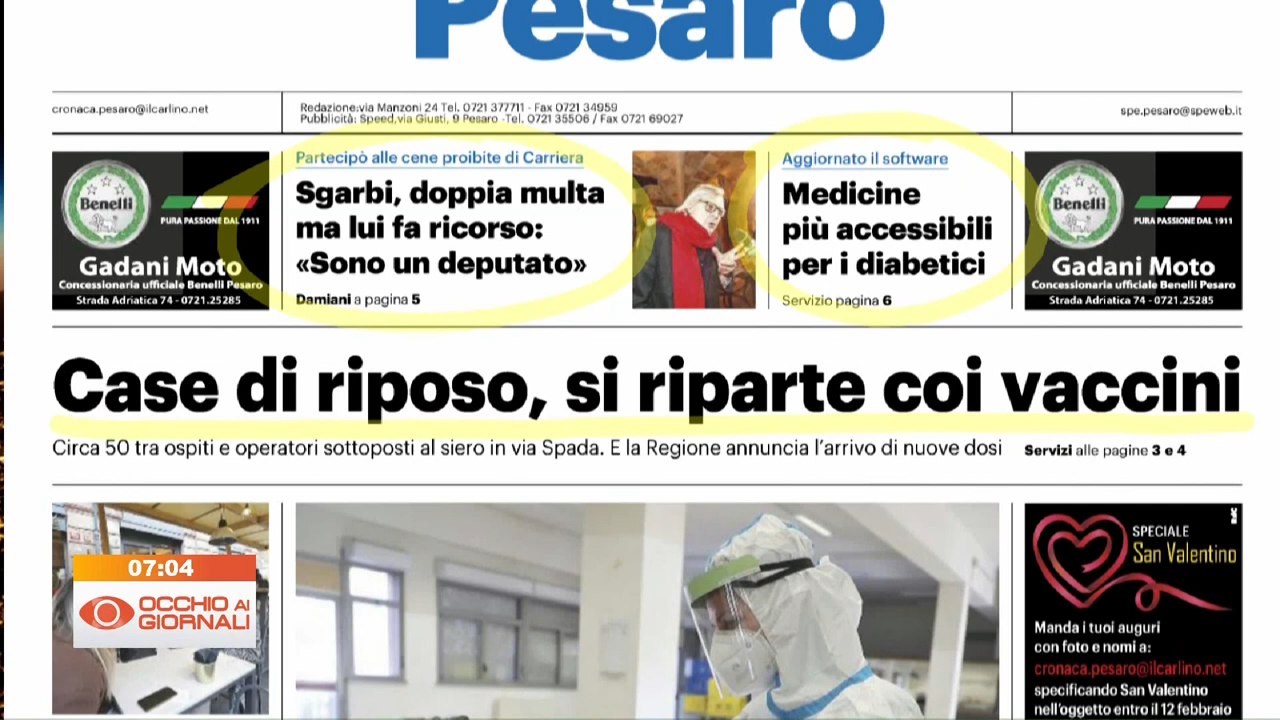 Pesaro
cronaca.pesaro@ilcarlino.net
Redazione:via Manzoni 24 Tel. 0721 377711 - Fax 0721 34959
Pubblicità: Speed,via Giusti, 9 Pesaro -Tel. 0721 35506 / Fax 0721 69027
spe.pesaro@speweb.it
Benelli
PURA PASSIONE DAL 1911
Gadani Moto
Concessionaria ufficiale Benelli Pesaro
Strada Adriatica 74 - 0721.25285
Partecipò alle cene proibite di Carriera
Sgarbi, doppia multa
ma lui fa ricorso:
«Sono un deputato»
Damiani a pagina 5
Aggiornato il software
Medicine
più accessibili
per i diabetici
Servizio pagina 6
Benelli
PURA PASSIONE DAL 1911
Gadani Moto
Concessionaria ufficiale Benelli Pesaro
Strada Adriatica 74 - 0721.25285
Case di riposo, si riparte coi vaccini
Circa 50 tra ospiti e operatori sottoposti al siero in via Spada. E la Regione annuncia l'arrivo di nuove dosi
Servizi alle pagine 3 e 4
07:04
OCCHIO AI
GIORNALI
SPECIALE
San Valentino
Manda i tuoi auguri
con foto e nomi a:
cronaca.pesaro@ilcarlino.net
specificando San Valentino
nell'oggetto entro il 12 febbraio